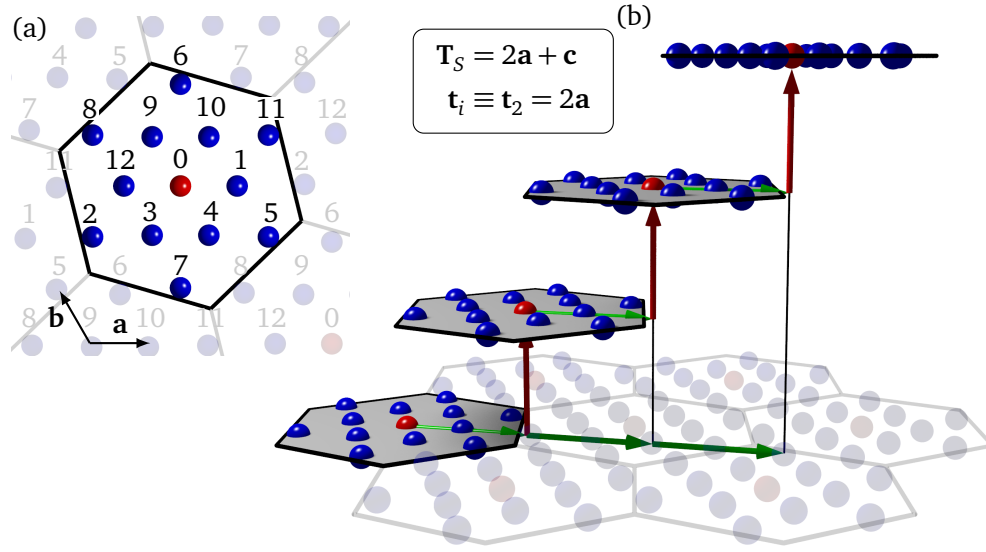 (a)
(b)
T_S = 2a + c
t_i ≡ t_2 = 2a
4 5 6 7
7 8 9 10 11 12
11 12 0 1 2
1 2 3 4 5 6
5 6 7 8 9
8 9 10 11 12 0
b a